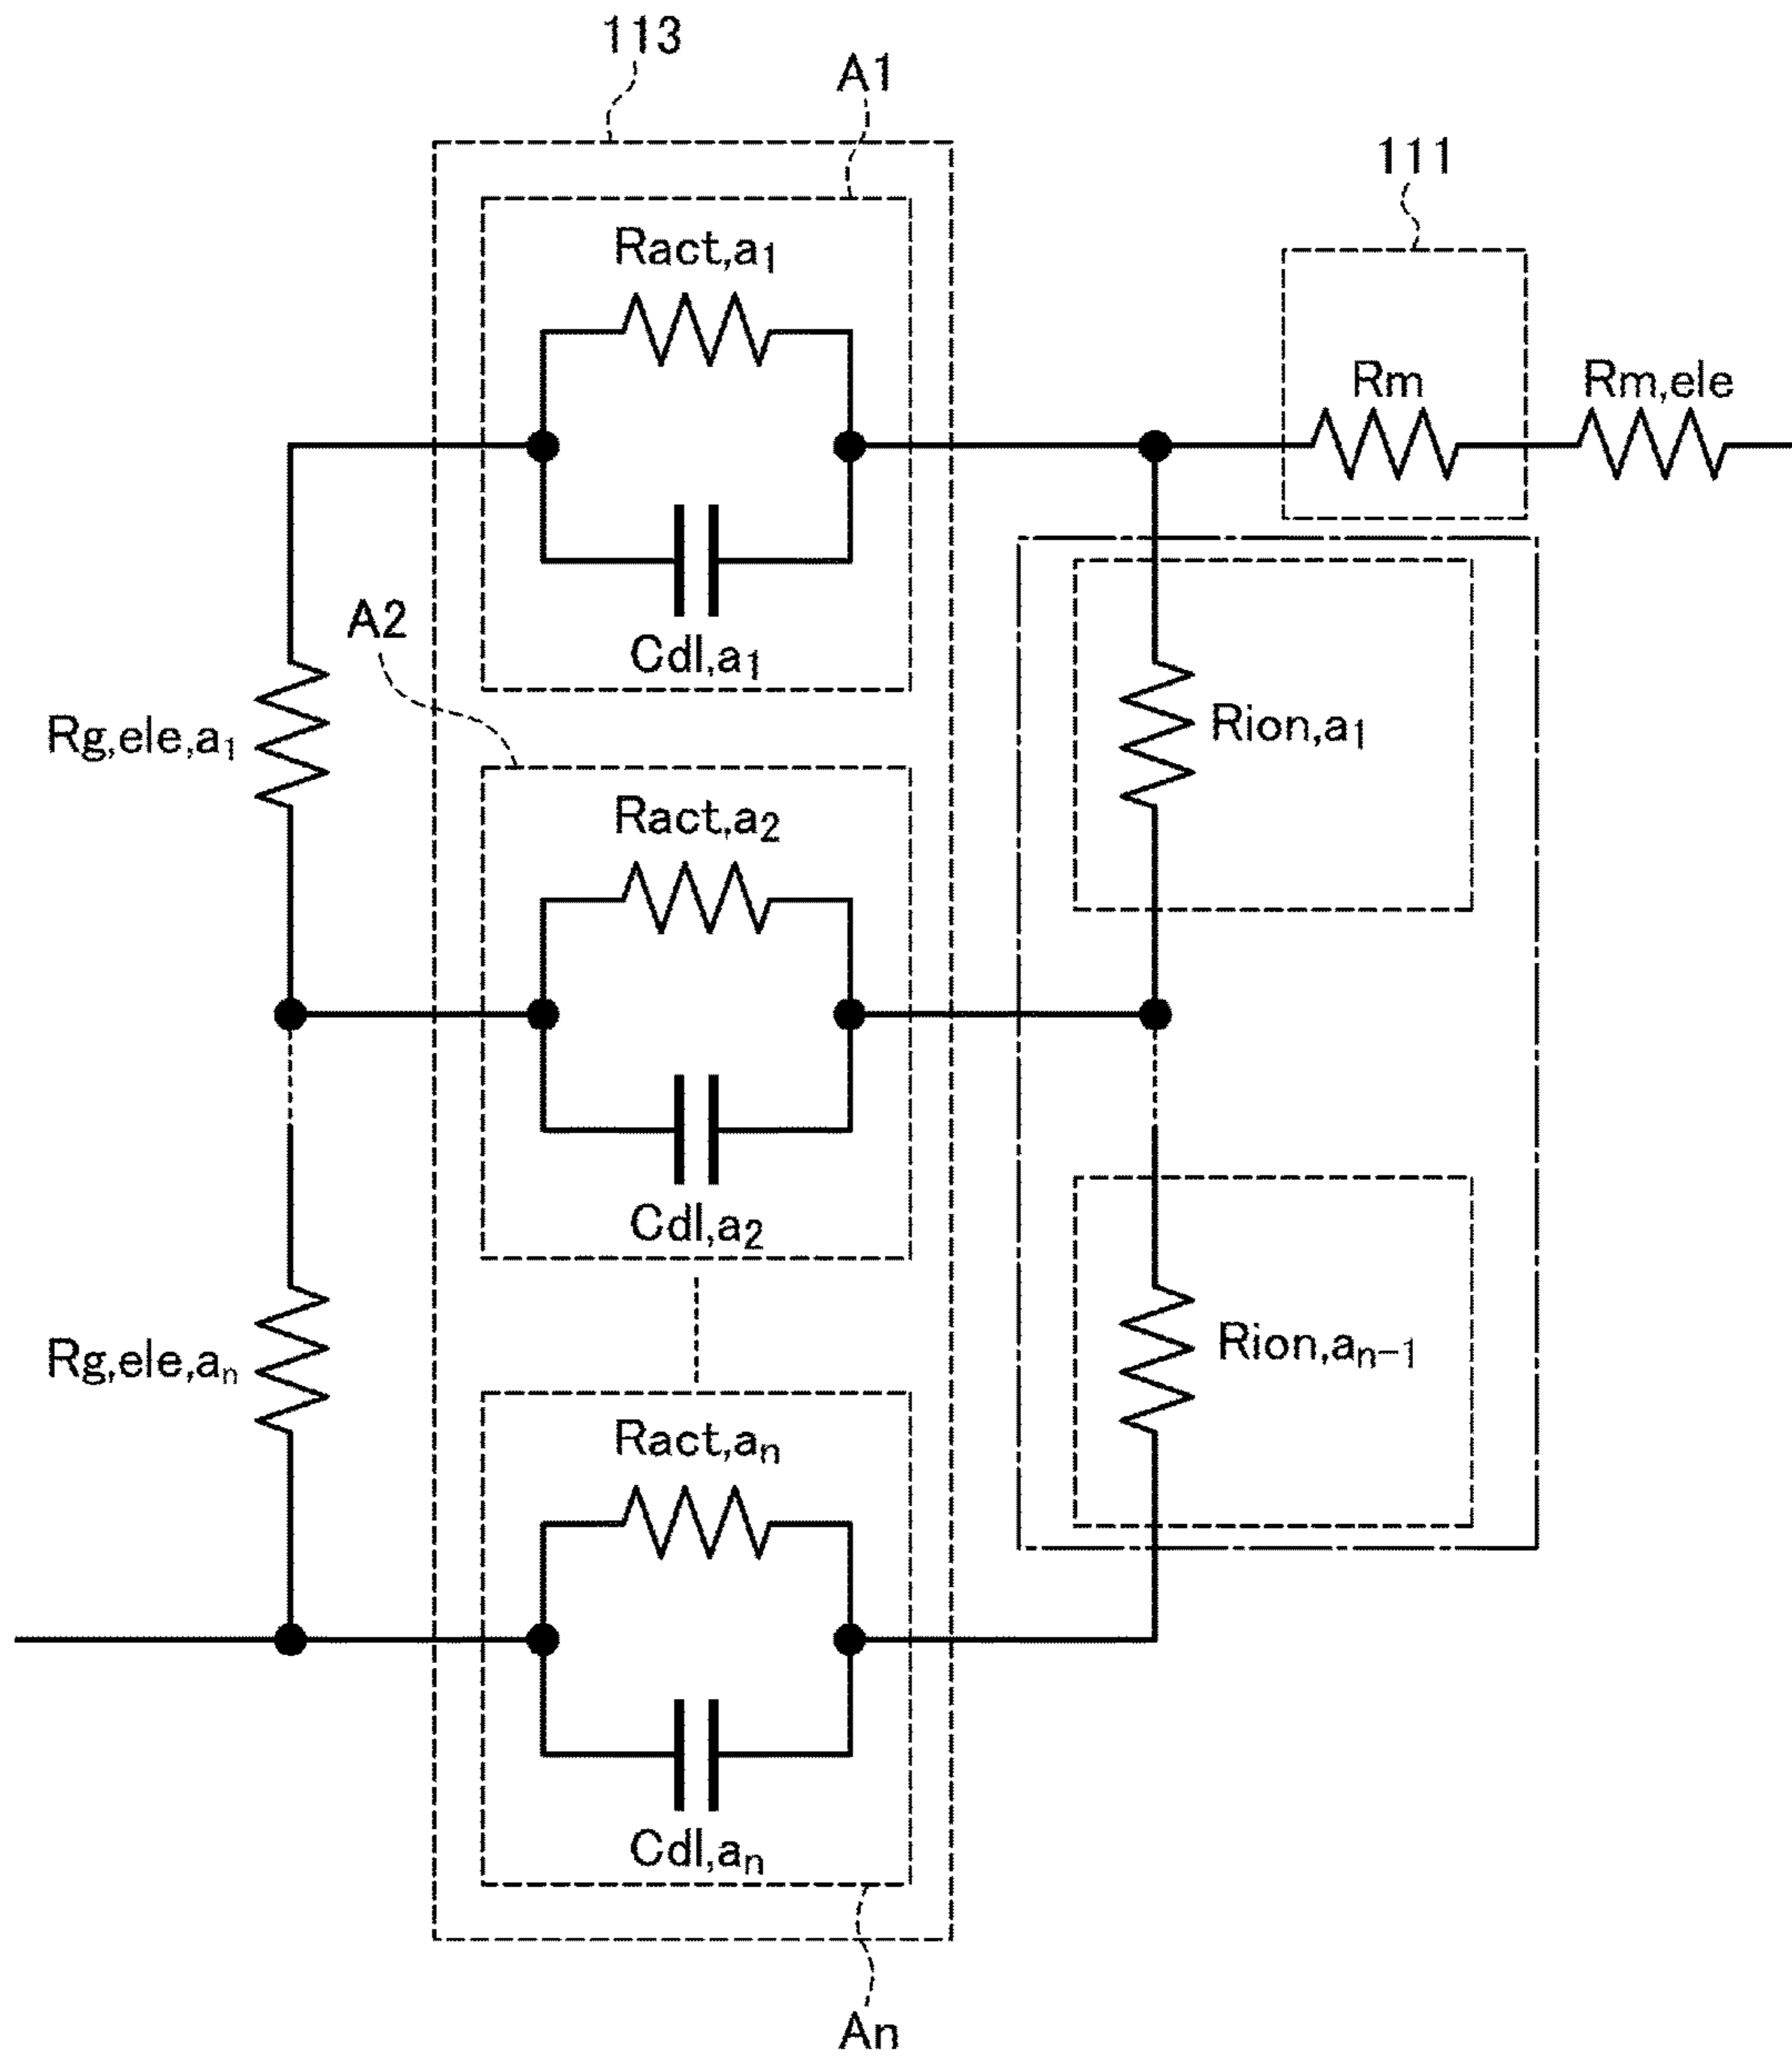 113
A1
111
Ract,a1
Rm
Rm,ele
Cdl,a1
A2
Rg,ele,a1
Rion,a1
Ract,a2
Cdl,a2
Rg,ele,an
Rion,an−1
Ract,an
Cdl,an
An